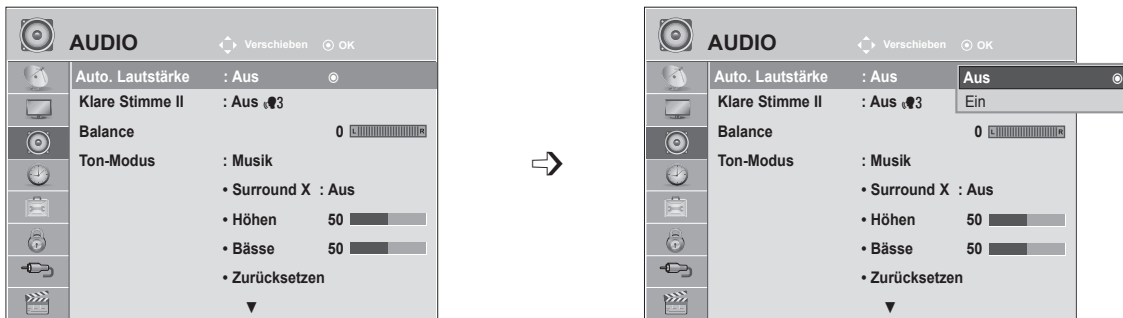 AUDIO
Verschieben OK
Auto. Lautstärke : Aus
Klare Stimme II : Aus 3
Balance 0 L R
Ton-Modus : Musik
• Surround X : Aus
• Höhen 50
• Bässe 50
• Zurücksetzen
AUDIO
Verschieben OK
Auto. Lautstärke : Aus
Klare Stimme II : Aus 3
Balance 0 L R
Ton-Modus : Musik
• Surround X : Aus
• Höhen 50
• Bässe 50
• Zurücksetzen
Aus
Ein